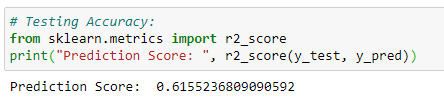 # Testing Accuracy:
from sklearn.metrics import r2_score
print("Prediction Score: ", r2_score(y_test, y_pred))
Prediction Score:  0.6155236809090592